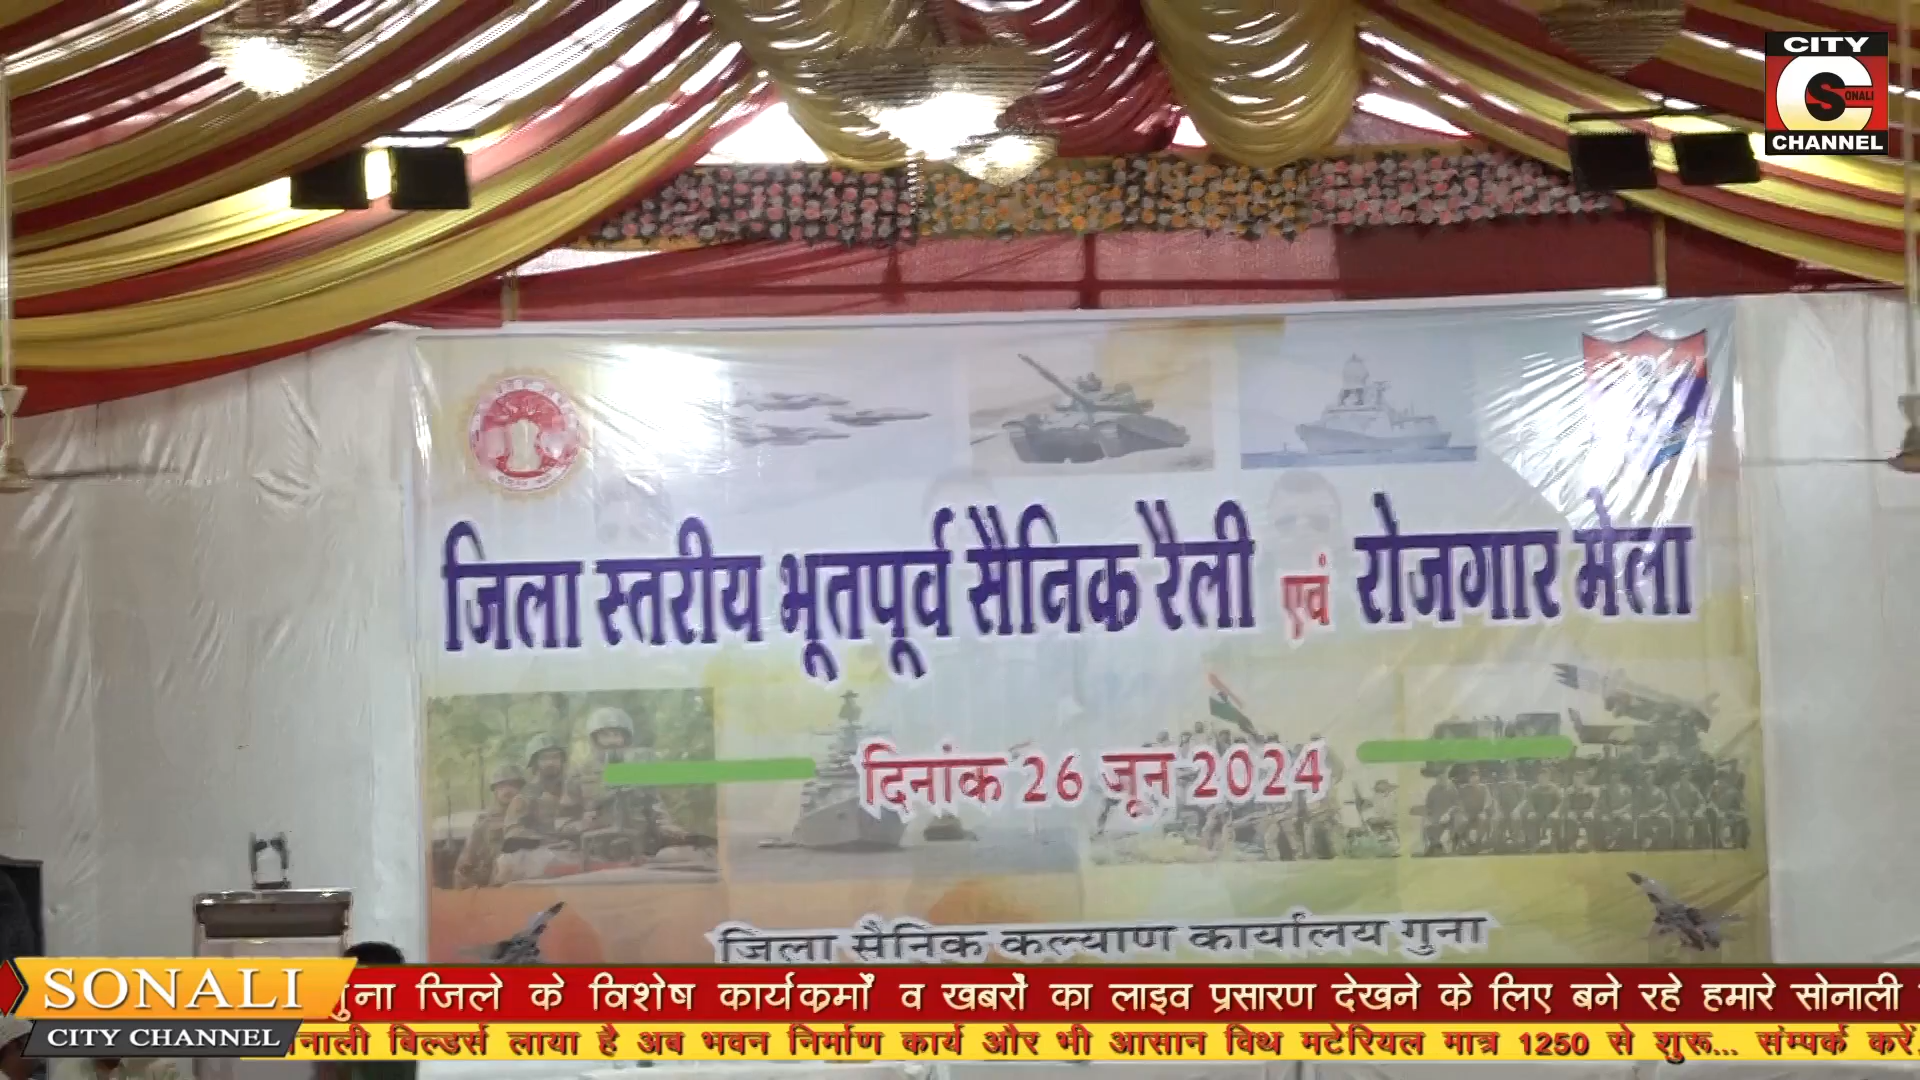 CITY
S
ONALI
CHANNEL
जिला स्तरीय भूतपूर्व सैनिक रैली एवं रोजगार मेला
दिनांक 26 जून 2024
जिला सैनिक कल्याण कार्यालय गुना
SONALI
CITY CHANNEL
गुना जिले के विशेष कार्यक्रमों व खबरों का लाइव प्रसारण देखने के लिए बने रहे हमारे सोनाली
बिल्डर्स लाया है अब भवन निर्माण कार्य और भी आसान विथ मटेरियल मात्र 1250 से शुरू... संम्पर्क करें